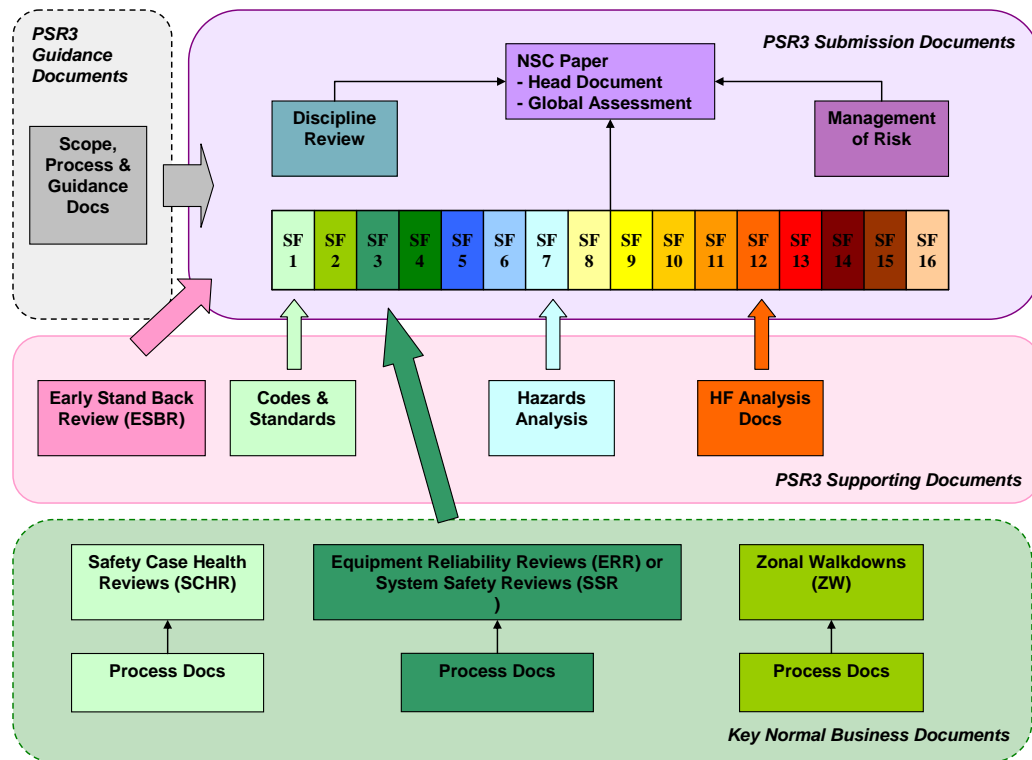 PSR3
Guidance
Documents
Scope,
Process &
Guidance
Docs
PSR3 Submission Documents
NSC Paper
- Head Document
- Global Assessment
Discipline
Review
Management
of Risk
SF
1
SF
2
SF
3
SF
4
SF
5
SF
6
SF
7
SF
8
SF
9
SF
10
SF
11
SF
12
SF
13
SF
14
SF
15
SF
16
Early Stand Back
Review (ESBR)
Codes &
Standards
Hazards
Analysis
HF Analysis
Docs
PSR3 Supporting Documents
Safety Case Health
Reviews (SCHR)
Equipment Reliability Reviews (ERR) or
System Safety Reviews (SSR
)
Zonal Walkdowns
(ZW)
Process Docs
Process Docs
Process Docs
Key Normal Business Documents